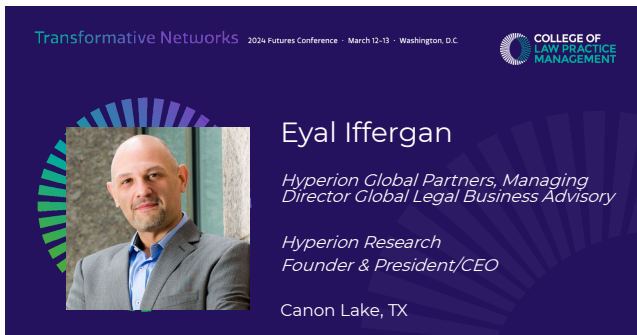 Transformative Networks 2024 Futures Conference · March 12-13 · Washington, D.C.
COLLEGE OF
LAW PRACTICE
MANAGEMENT
Eyal Iffergan
Hyperion Global Partners, Managing
Director Global Legal Business Advisory
Hyperion Research
Founder & President/CEO
Canon Lake, TX